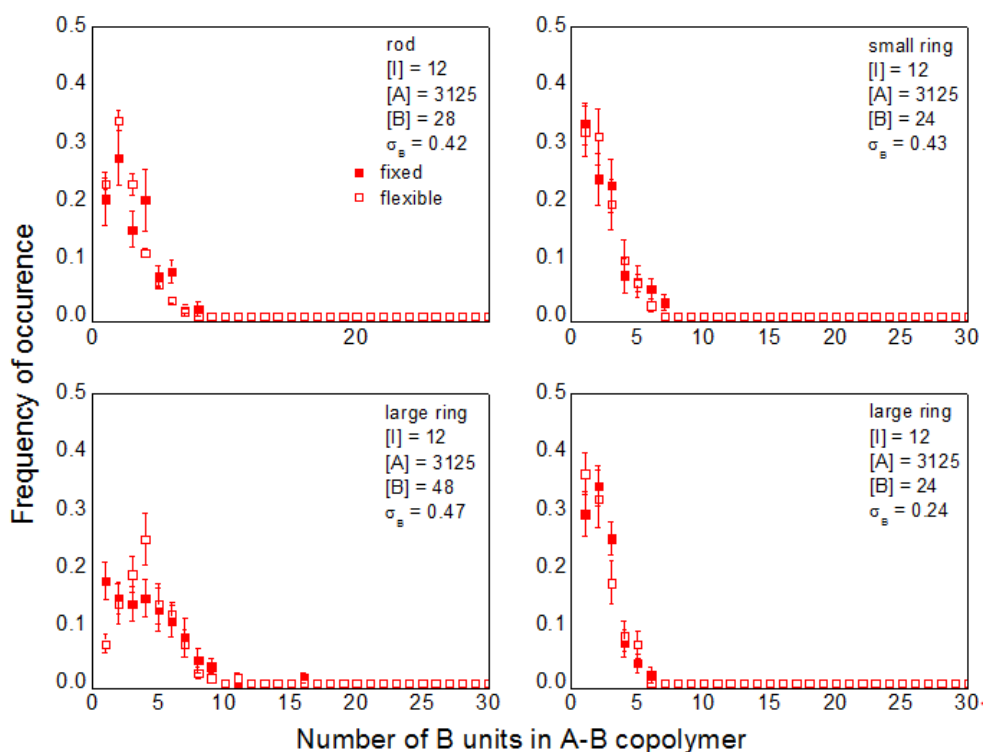 Frequency of occurence
0.5
0.4
0.3
0.2
0.1
0.0
0
20
rod
[I] = 12
[A] = 3125
[B] = 28
σB = 0.42
fixed
flexible
0.5
0.4
0.3
0.2
0.1
0.0
0 5 10 15 20 25 30
small ring
[I] = 12
[A] = 3125
[B] = 24
σB = 0.43
0.5
0.4
0.3
0.2
0.1
0.0
0 5 10 15 20 25 30
large ring
[I] = 12
[A] = 3125
[B] = 48
σB = 0.47
0.5
0.4
0.3
0.2
0.1
0.0
0 5 10 15 20 25 30
large ring
[I] = 12
[A] = 3125
[B] = 24
σB = 0.24
Number of B units in A-B copolymer